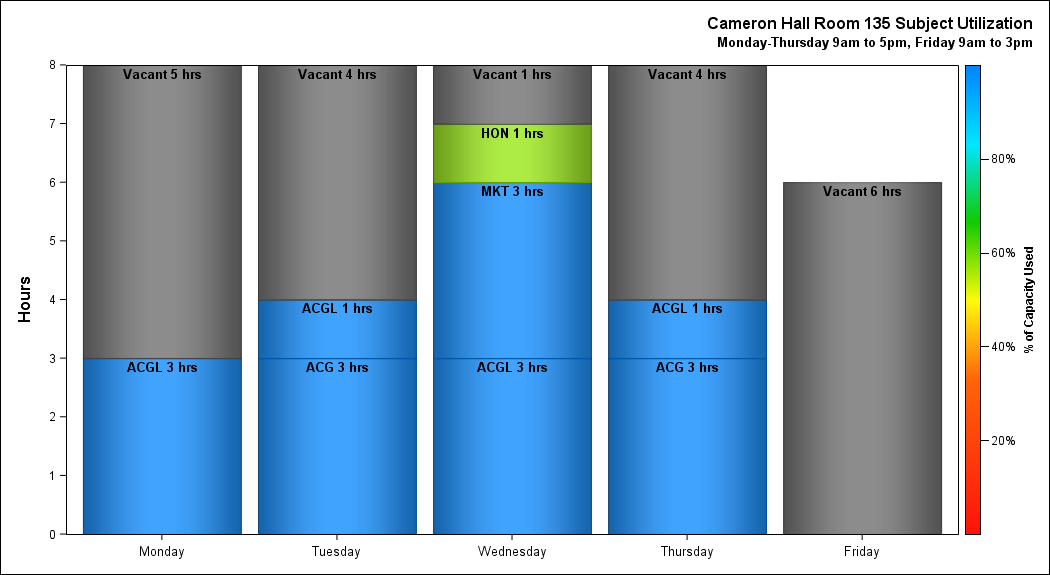 Cameron Hall Room 135 Subject Utilization
Monday-Thursday 9am to 5pm, Friday 9am to 3pm
Hours
8
7
6
5
4
3
2
1
0
Vacant 5 hrs
ACGL 3 hrs
Vacant 4 hrs
ACGL 1 hrs
ACG 3 hrs
Vacant 1 hrs
HON 1 hrs
MKT 3 hrs
ACGL 3 hrs
Vacant 4 hrs
ACGL 1 hrs
ACG 3 hrs
Vacant 6 hrs
Monday
Tuesday
Wednesday
Thursday
Friday
80%
60%
40%
20%
% of Capacity Used